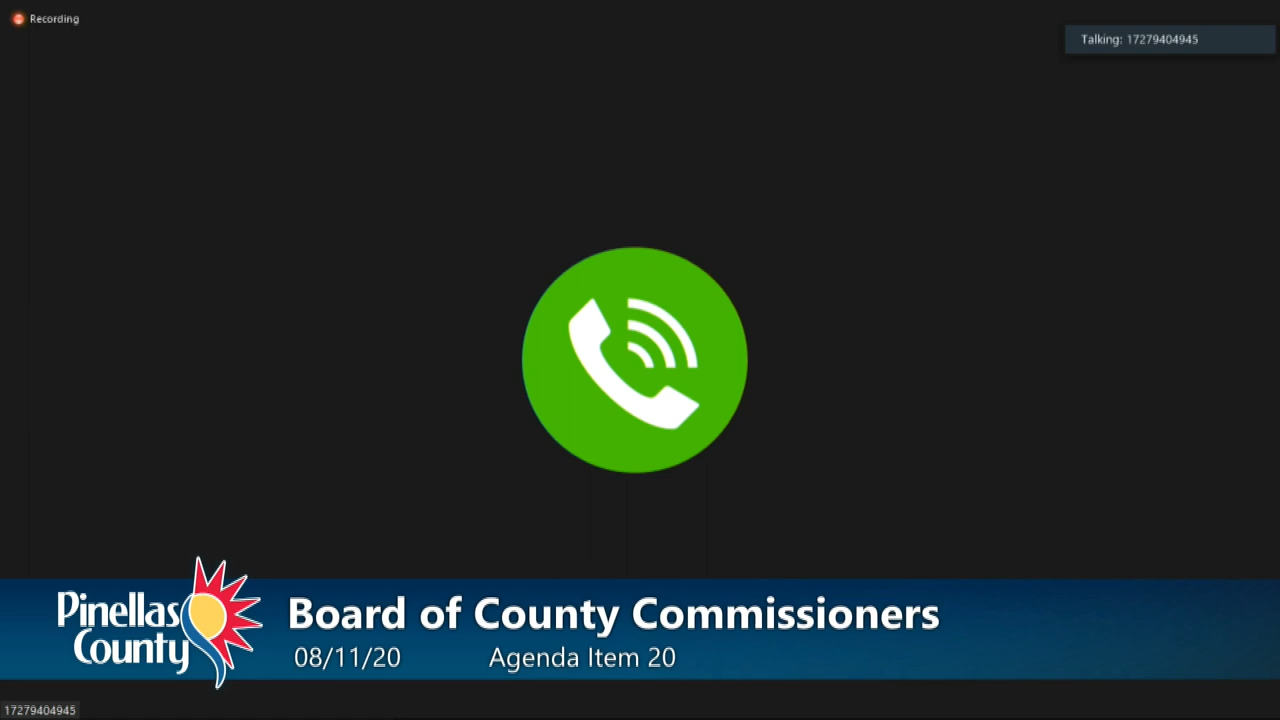 Recording
Talking: 17279404945
Pinellas
County
Board of County Commissioners
08/11/20 Agenda Item 20
17279404945